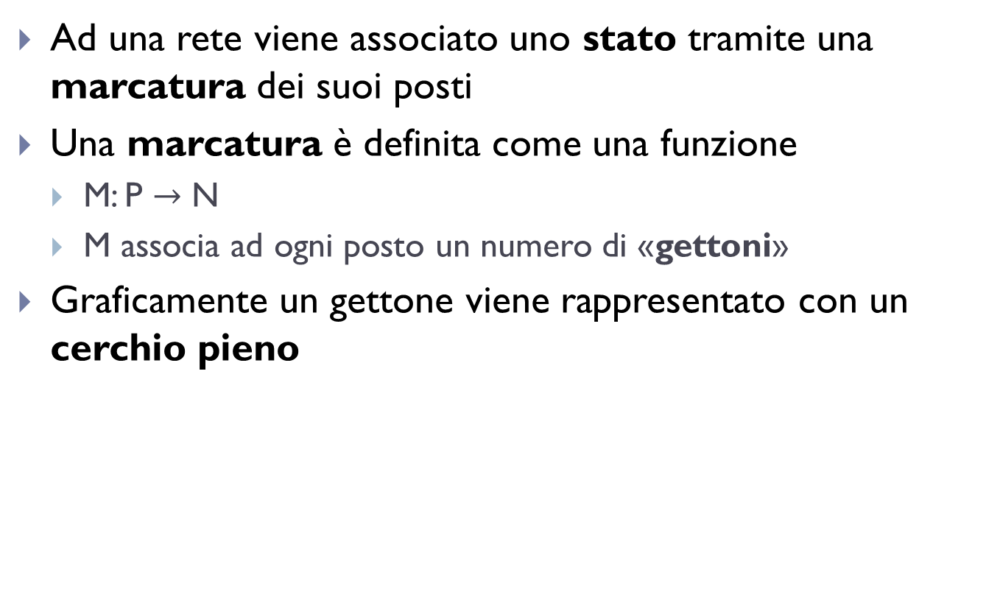 Ad una rete viene associato uno stato tramite una
marcatura dei suoi posti
Una marcatura è definita come una funzione
M: P → N
M associa ad ogni posto un numero di «gettoni»
Graficamente un gettone viene rappresentato con un
cerchio pieno